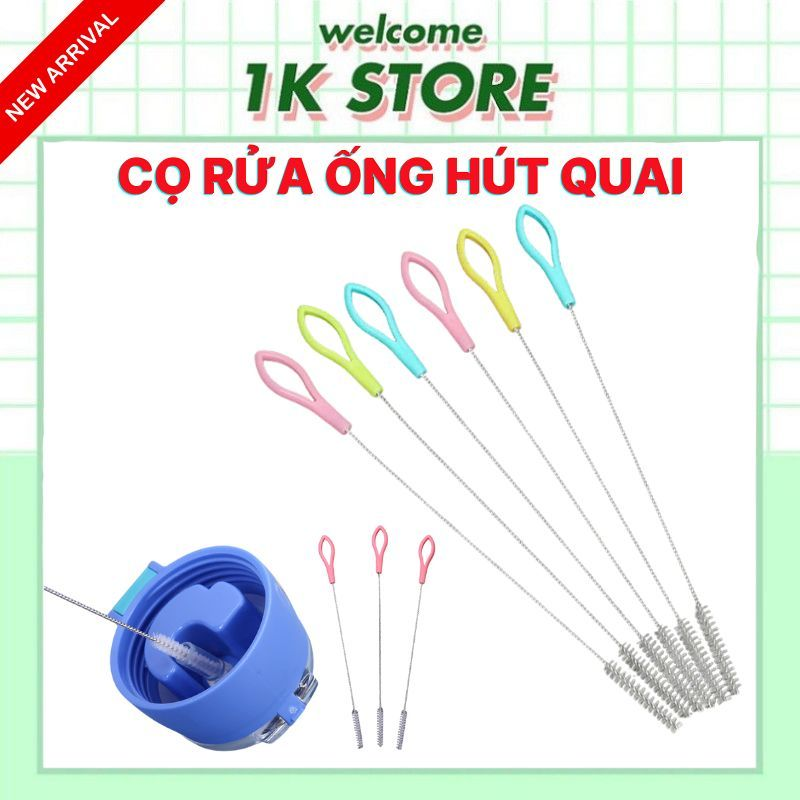 NEW ARRIVAL
welcome
1K STORE
CỌ RỬA ỐNG HÚT QUAI